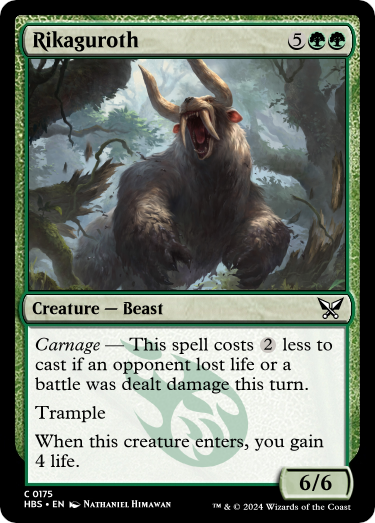 Rikaguroth 5
Creature — Beast
Carnage — This spell costs 2 less to
cast if an opponent lost life or a
battle was dealt damage this turn.
Trample
When this creature enters, you gain
4 life.
6/6
C 0175
HBS • EN Nathaniel Himawan
™ & © 2024 Wizards of the Coast